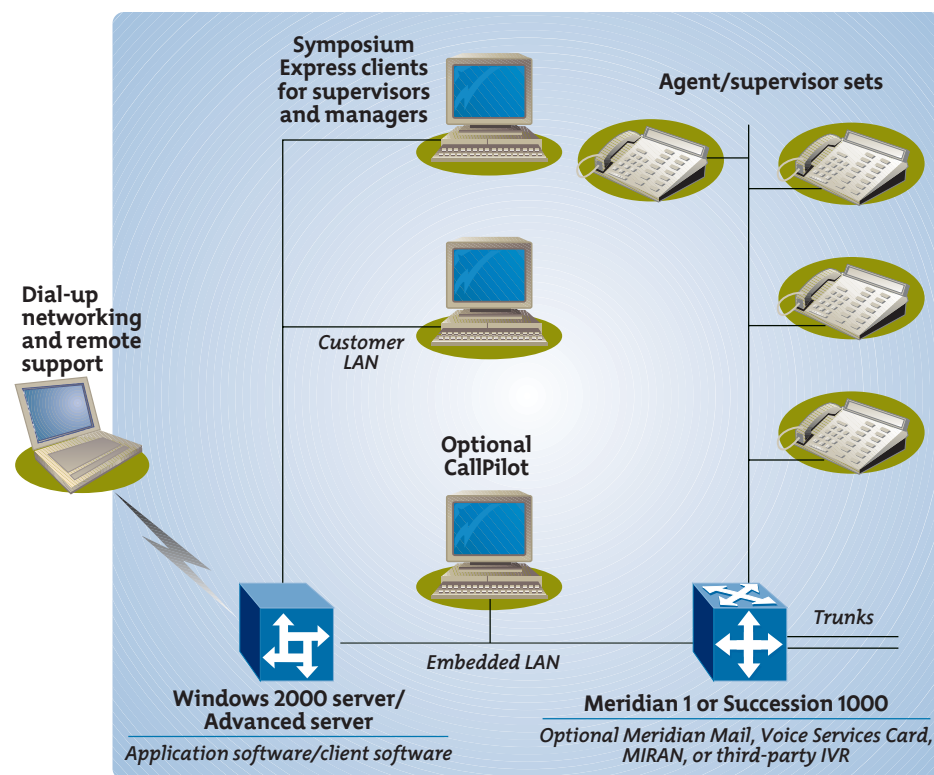 Symposium
Express clients
for supervisors
and managers
Agent/supervisor sets
Dial-up
networking
and remote
support
Customer
LAN
Optional
CallPilot
Trunks
Embedded LAN
Windows 2000 server/
Advanced server
Application software/client software
Meridian 1 or Succession 1000
Optional Meridian Mail, Voice Services Card,
MIRAN, or third-party IVR